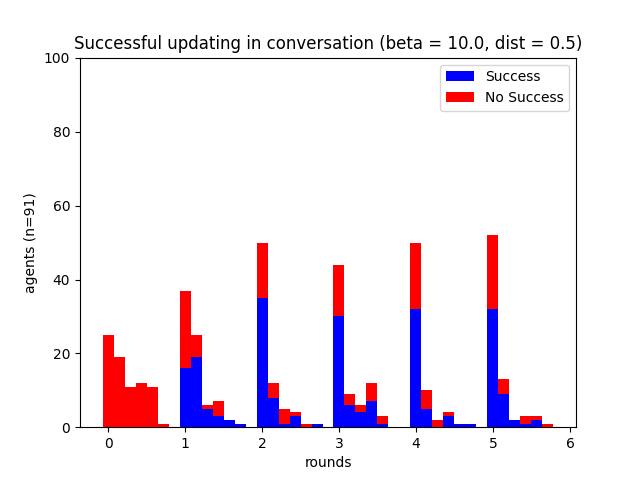 Successful updating in conversation (beta = 10.0, dist = 0.5)
Success
No Success
100
80
60
40
20
0
agents (n=91)
0 1 2 3 4 5 6
rounds